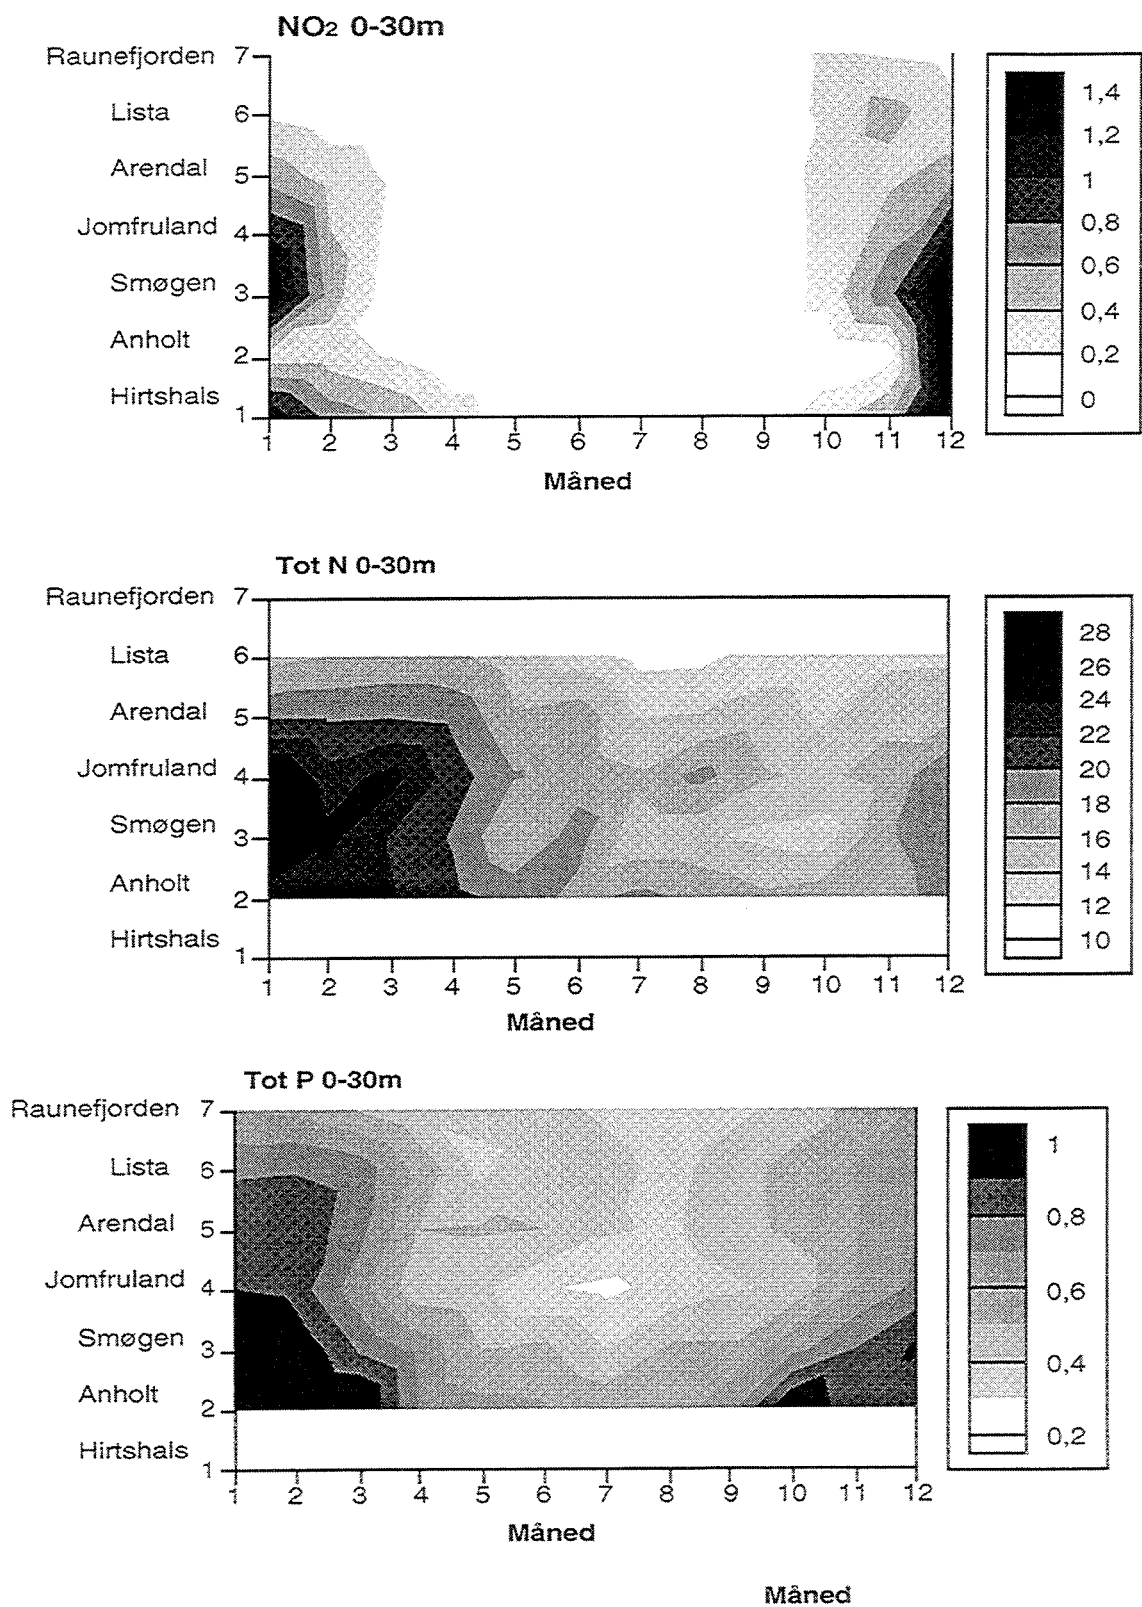 NO2 0-30m
Raunefjorden 7
Lista 6
Arendal 5
Jomfruland 4
Smøgen 3
Anholt 2
Hirtshals 1
1 2 3 4 5 6 7 8 9 10 11 12
Måned
1,4
1,2
1
0,8
0,6
0,4
0,2
0
Tot N 0-30m
Raunefjorden 7
Lista 6
Arendal 5
Jomfruland 4
Smøgen 3
Anholt 2
Hirtshals 1
1 2 3 4 5 6 7 8 9 10 11 12
Måned
28
26
24
22
20
18
16
14
12
10
Tot P 0-30m
Raunefjorden 7
Lista 6
Arendal 5
Jomfruland 4
Smøgen 3
Anholt 2
Hirtshals 1
1 2 3 4 5 6 7 8 9 10 11 12
Måned
1
0,8
0,6
0,4
0,2
Måned